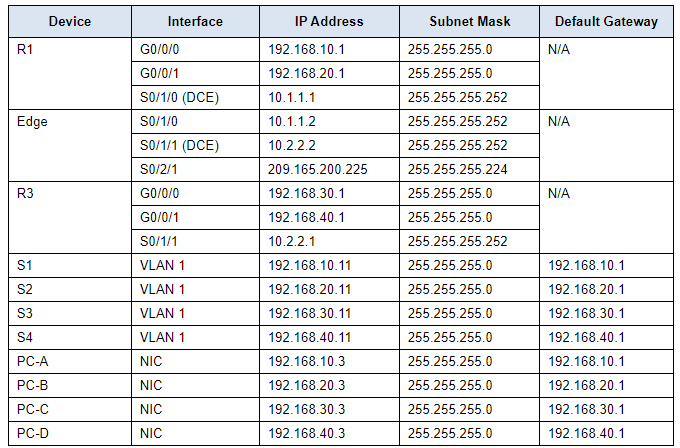 Device Interface IP Address Subnet Mask Default Gateway
R1 G0/0/0 192.168.10.1 255.255.255.0 N/A
G0/0/1 192.168.20.1 255.255.255.0
S0/1/0 (DCE) 10.1.1.1 255.255.255.252
Edge S0/1/0 10.1.1.2 255.255.255.252 N/A
S0/1/1 (DCE) 10.2.2.2 255.255.255.252
S0/2/1 209.165.200.225 255.255.255.224
R3 G0/0/0 192.168.30.1 255.255.255.0 N/A
G0/0/1 192.168.40.1 255.255.255.0
S0/1/1 10.2.2.1 255.255.255.252
S1 VLAN 1 192.168.10.11 255.255.255.0 192.168.10.1
S2 VLAN 1 192.168.20.11 255.255.255.0 192.168.20.1
S3 VLAN 1 192.168.30.11 255.255.255.0 192.168.30.1
S4 VLAN 1 192.168.40.11 255.255.255.0 192.168.40.1
PC-A NIC 192.168.10.3 255.255.255.0 192.168.10.1
PC-B NIC 192.168.20.3 255.255.255.0 192.168.20.1
PC-C NIC 192.168.30.3 255.255.255.0 192.168.30.1
PC-D NIC 192.168.40.3 255.255.255.0 192.168.40.1